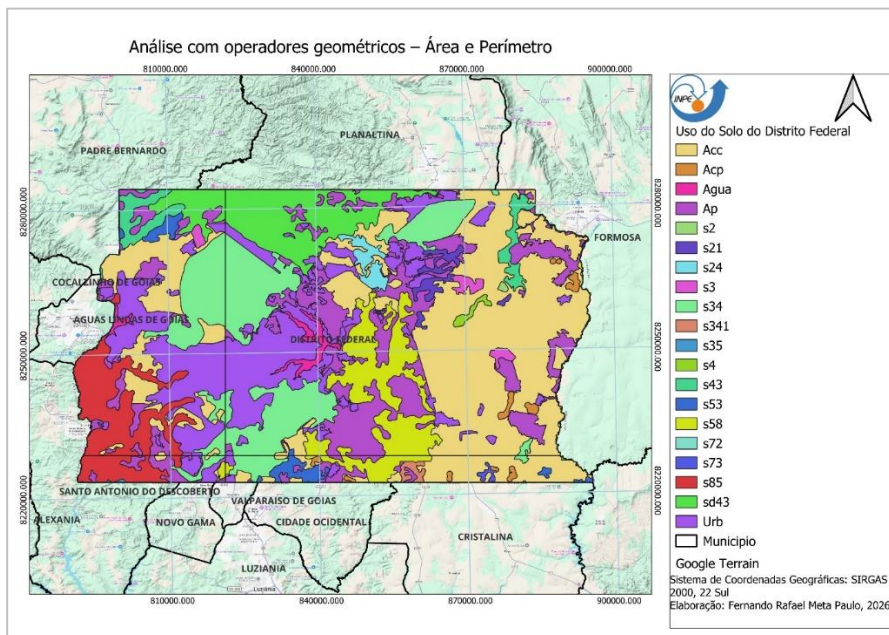 Análise com operadores geométricos – Área e Perímetro
810000.000 840000.000 870000.000 900000.000
8280000.000 8280000.000
8250000.000 8250000.000
8220000.000 8220000.000
810000.000 840000.000 870000.000 900000.000
PADRE BERNARDO
PLANALTINA
FORMOSA
COCALZINHO DE GOIAS
AGUAS LINDAS DE GOIAS
DISTRITO FEDERAL
SANTO ANTONIO DO DESCOBERTO
VALPARAISO DE GOIAS
ALEXANIA
NOVO GAMA
CIDADE OCIDENTAL
CRISTALINA
LUZIANIA
INPE
Uso do Solo do Distrito Federal
Acc
Acp
Agua
Ap
s2
s21
s24
s3
s34
s341
s35
s4
s43
s53
s58
s72
s73
s85
sd43
Urb
Municipio
Google Terrain
Sistema de Coordenadas Geográficas: SIRGAS
2000, 22 Sul
Elaboração: Fernando Rafael Meta Paulo, 2026